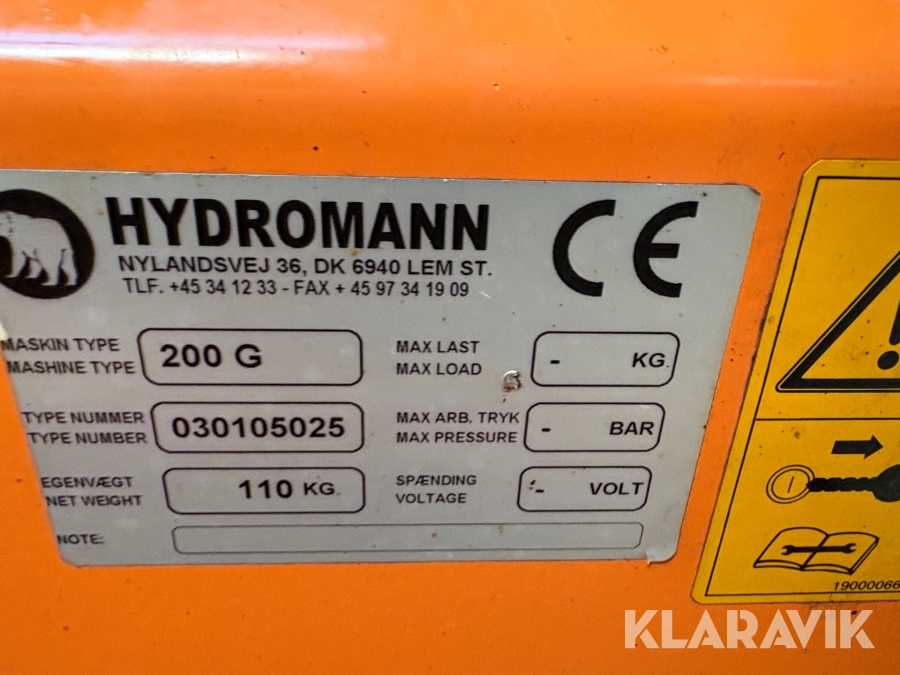 HYDROMANN
NYLANDSVEJ 36, DK 6940 LEM ST.
TLF. +45 34 12 33 - FAX + 45 97 34 19 09
CE
MASKIN TYPE
MASHINE TYPE
200 G
MAX LAST
MAX LOAD
- KG.
TYPE NUMMER
TYPE NUMBER
030105025
MAX ARB. TRYK
MAX PRESSURE
- BAR
EGENVÆGT
NET WEIGHT
110 KG.
SPÆNDING
VOLTAGE
- VOLT
NOTE:
19000066
KLARAVIK